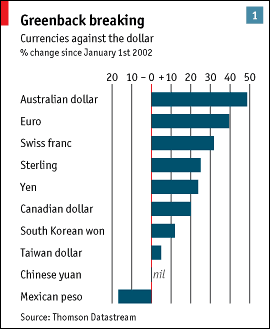 Greenback breaking
1
Currencies against the dollar
% change since January 1st 2002
20 10 – 0 + 10 20 30 40 50
Australian dollar
Euro
Swiss franc
Sterling
Yen
Canadian dollar
South Korean won
Taiwan dollar
Chinese yuan nil
Mexican peso
Source: Thomson Datastream